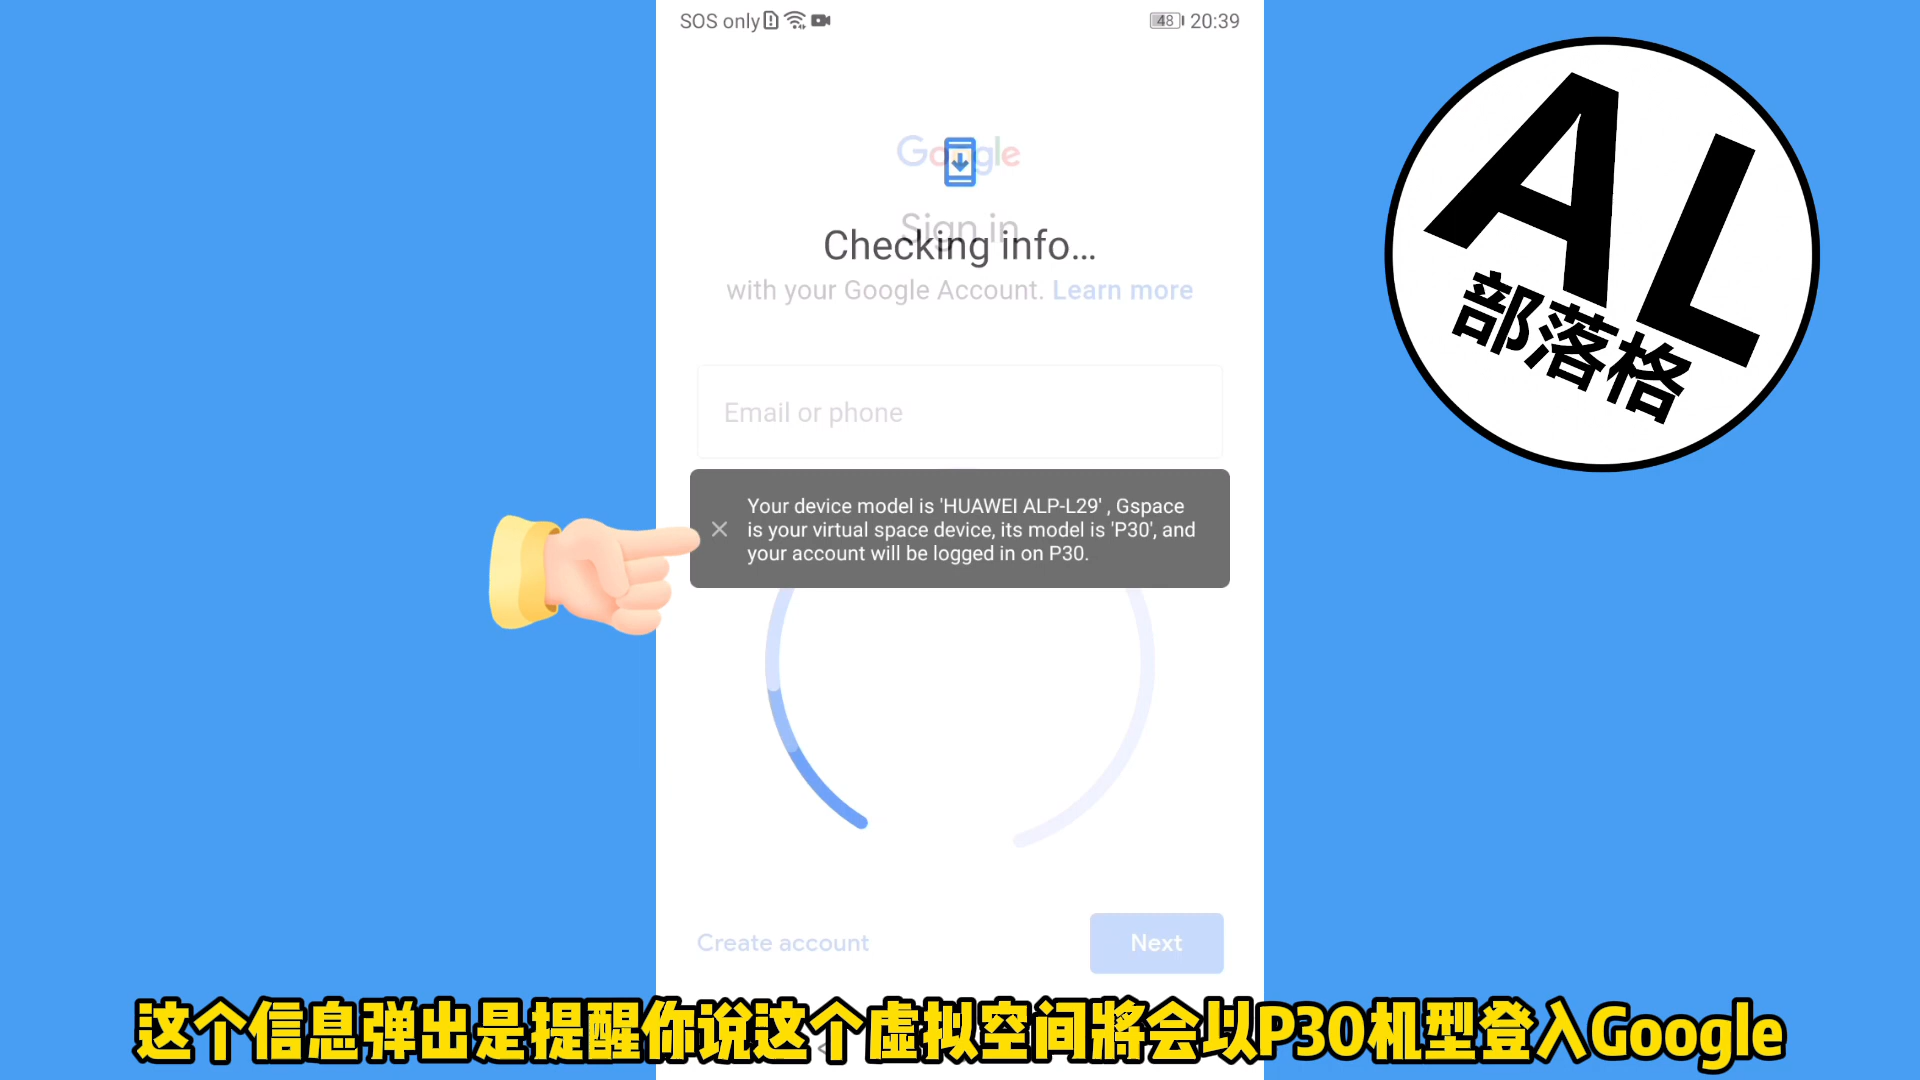 SOS only
48 20:39
Google
Sign in
Checking info...
with your Google Account. Learn more
Email or phone
Your device model is 'HUAWEI ALP-L29' , Gspace
is your virtual space device, its model is 'P30', and
your account will be logged in on P30.
Create account
Next
AL
部落格
这个信息弹出是提醒你说这个虚拟空间將会以P30机型登入Google